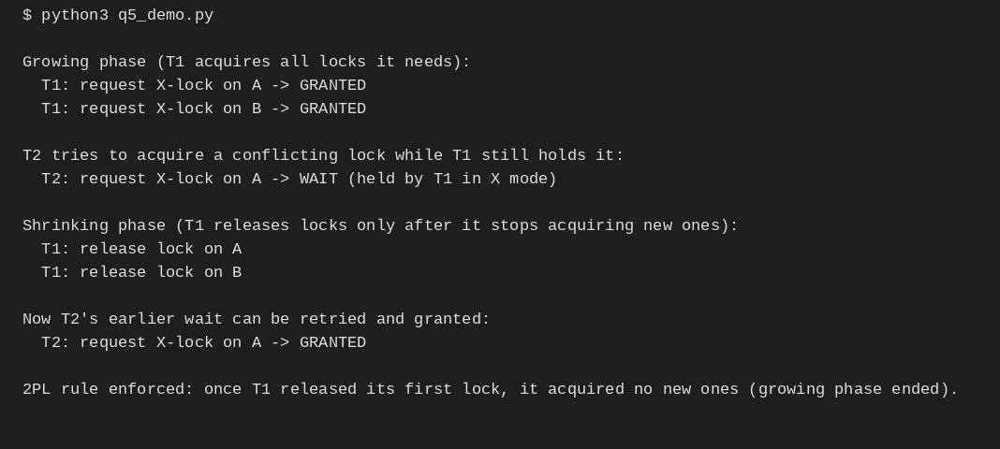 $ python3 q5_demo.py
Growing phase (T1 acquires all locks it needs):
T1: request X-lock on A -> GRANTED
T1: request X-lock on B -> GRANTED
T2 tries to acquire a conflicting lock while T1 still holds it:
T2: request X-lock on A -> WAIT (held by T1 in X mode)
Shrinking phase (T1 releases locks only after it stops acquiring new ones):
T1: release lock on A
T1: release lock on B
Now T2's earlier wait can be retried and granted:
T2: request X-lock on A -> GRANTED
2PL rule enforced: once T1 released its first lock, it acquired no new ones (growing phase ended).